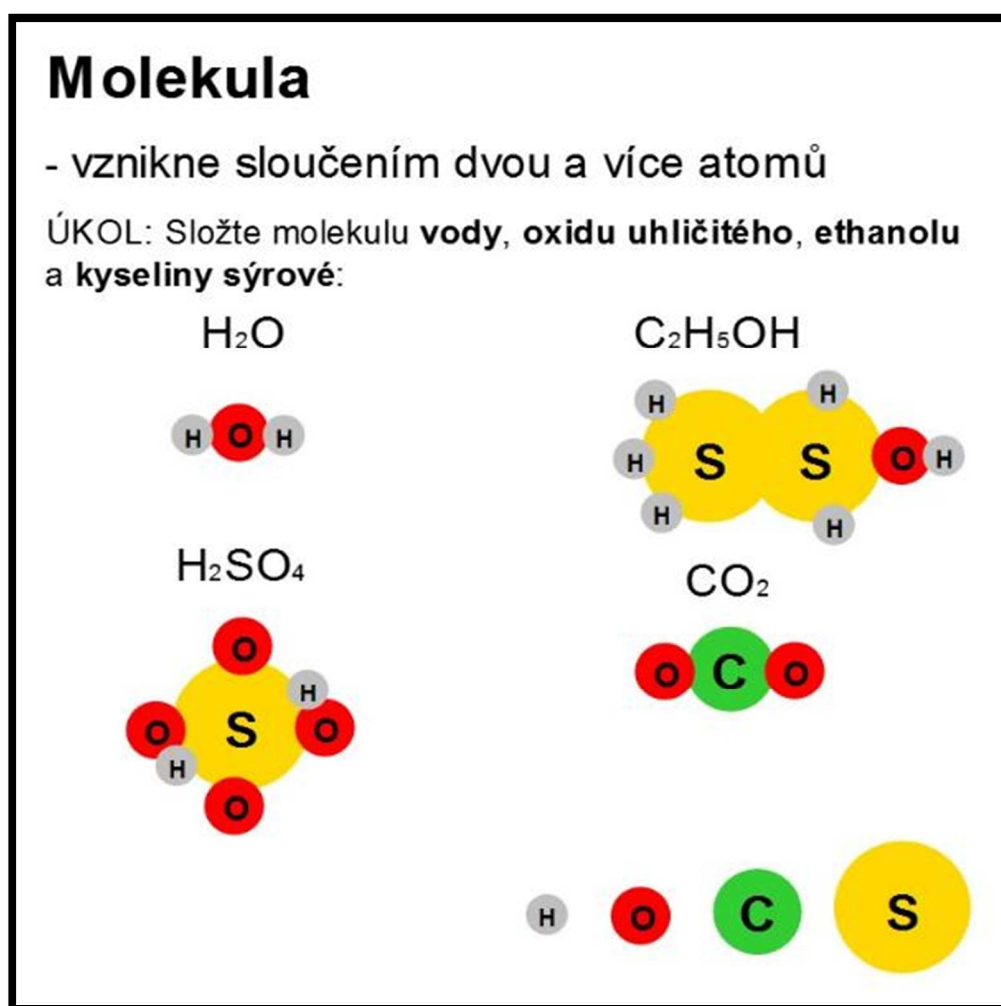 Molekula
- vznikne sloučením dvou a více atomů
ÚKOL: Složte molekulu vody, oxidu uhličitého, ethanolu
a kyseliny sýrové:
H₂O
C₂H₅OH
H O H
H H
H S S O H
H H
H₂SO₄
CO₂
O
H
O S O
H
O
O C O
H O C S